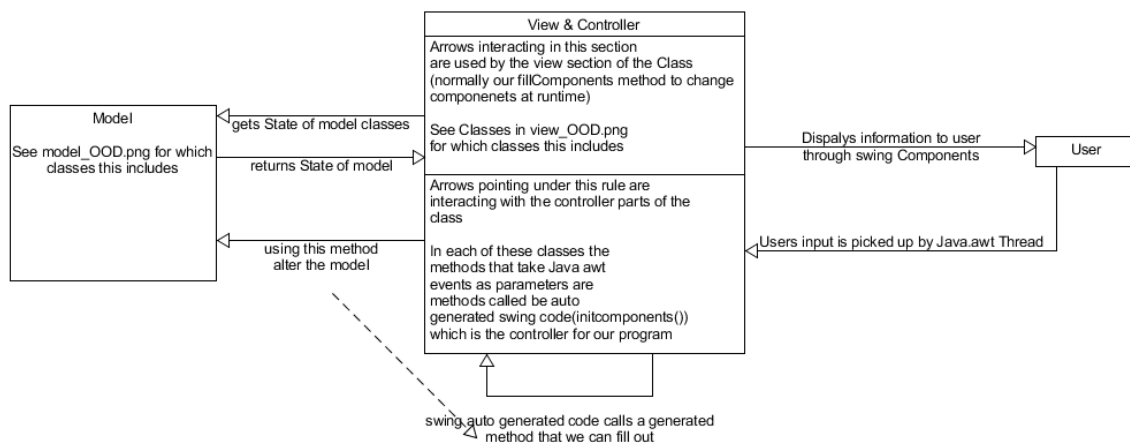 View & Controller
Arrows interacting in this section
are used by the view section of the Class
(normally our fillComponents method to change
componenets at runtime)
See Classes in view_OOD.png
for which classes this includes
Model
See model_OOD.png for which
classes this includes
gets State of model classes
returns State of model
Dispalys information to user
through swing Components
User
Arrows pointing under this rule are
interacting with the controller parts of the
class
In each of these classes the
methods that take Java awt
events as parameters are
methods called be auto
generated swing code(initcomponents())
which is the controller for our program
using this method
alter the model
Users input is picked up by Java.awt Thread
swing auto generated code calls a generated
method that we can fill out